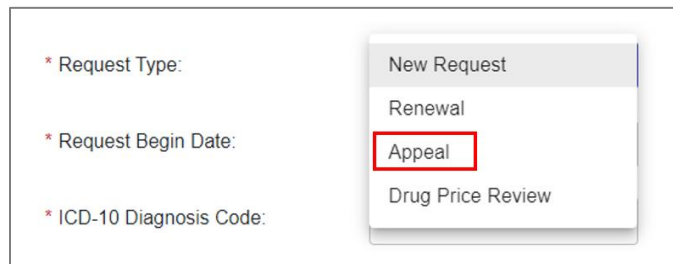 * Request Type:
New Request
Renewal
* Request Begin Date:
Appeal
Drug Price Review
* ICD-10 Diagnosis Code: